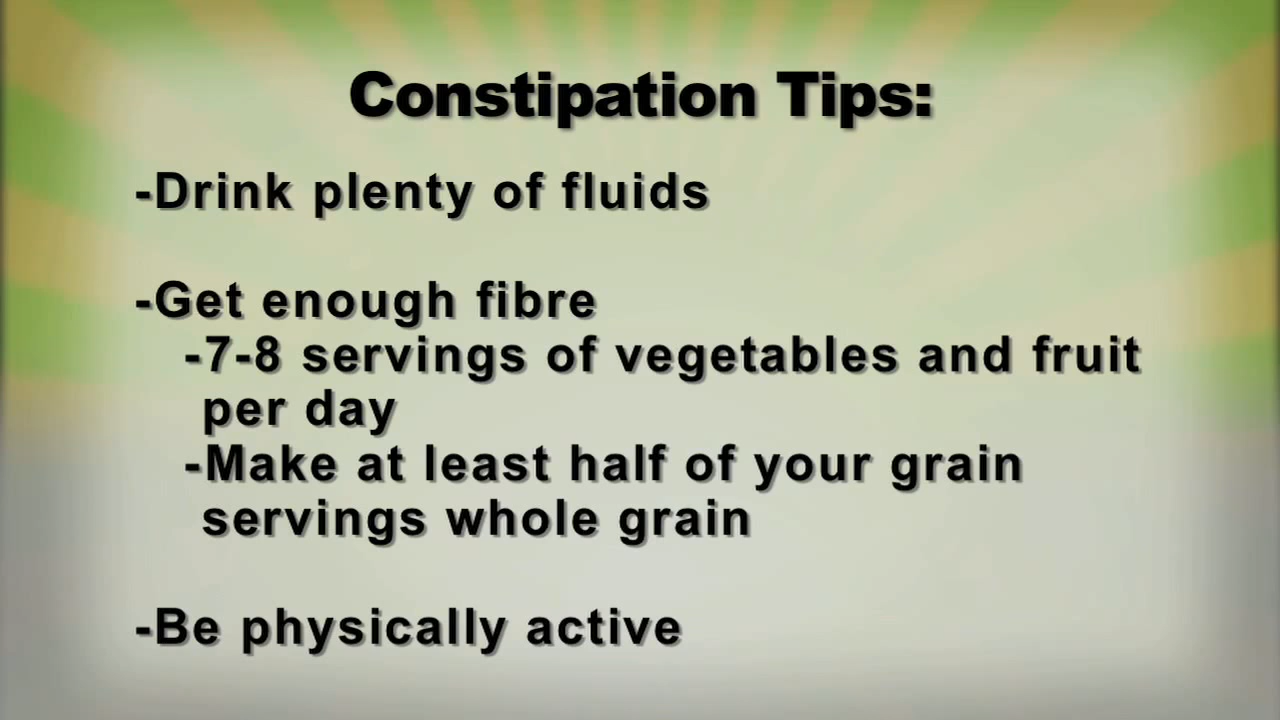 Constipation Tips:
-Drink plenty of fluids
-Get enough fibre
-7-8 servings of vegetables and fruit
per day
-Make at least half of your grain
servings whole grain
-Be physically active